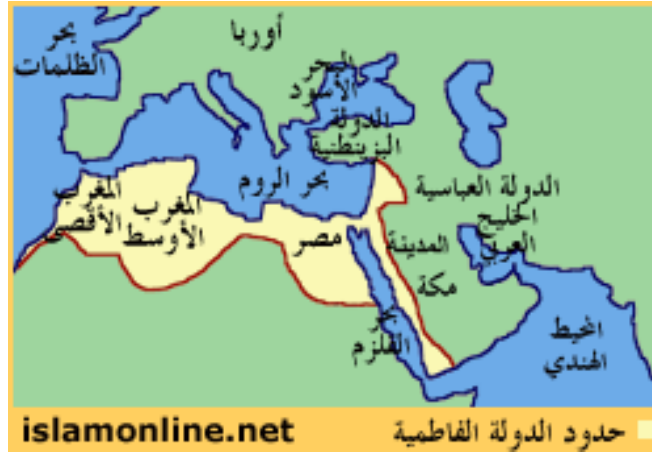 أوربا
بحر
الظلمات
البحر
الأسود
الدولة
البزينطية
بحر الروم
الدولة العباسية
الخليج
العربي
المغرب
الأقصى
المغرب
الأوسط
مصر
المدينة
مكة
بحر
القلزم
المحيط
الهندي
حدود الدولة الفاطمية
islamonline.net